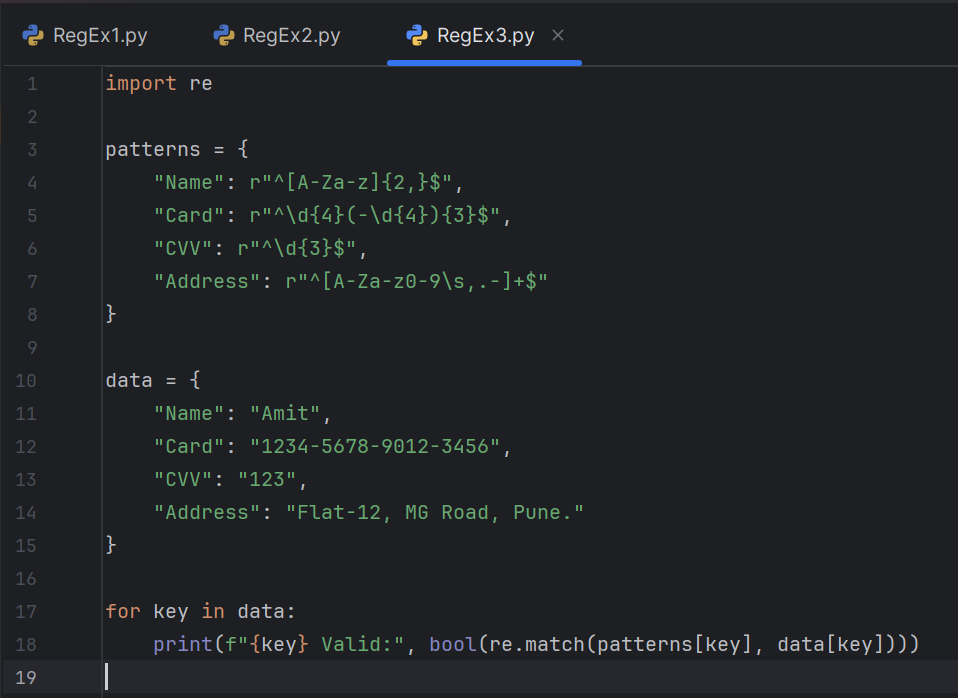 RegEx1.py RegEx2.py RegEx3.py
1 import re
2
3 patterns = {
4     "Name": r"^[A-Za-z]{2,}$",
5     "Card": r"^\d{4}(-\d{4}){3}$",
6     "CVV": r"^\d{3}$",
7     "Address": r"^[A-Za-z0-9\s,.-]+$"
8 }
9
10 data = {
11     "Name": "Amit",
12     "Card": "1234-5678-9012-3456",
13     "CVV": "123",
14     "Address": "Flat-12, MG Road, Pune."
15 }
16
17 for key in data:
18     print(f"{key} Valid:", bool(re.match(patterns[key], data[key])))
19